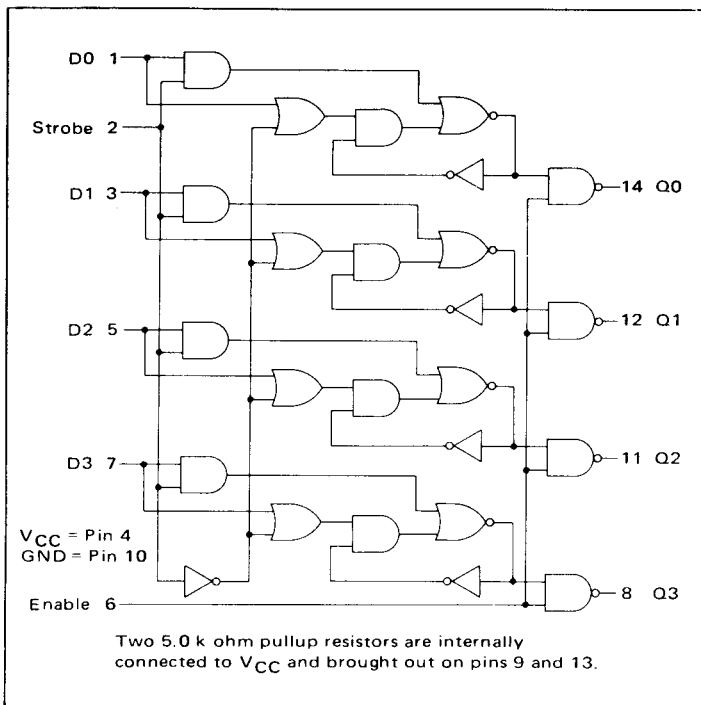 D0 1
Strobe 2
14 Q0
D1 3
12 Q1
D2 5
11 Q2
D3 7
VCC = Pin 4
GND = Pin 10
8 Q3
Enable 6
Two 5.0 k ohm pullup resistors are internally
connected to VCC and brought out on pins 9 and 13.